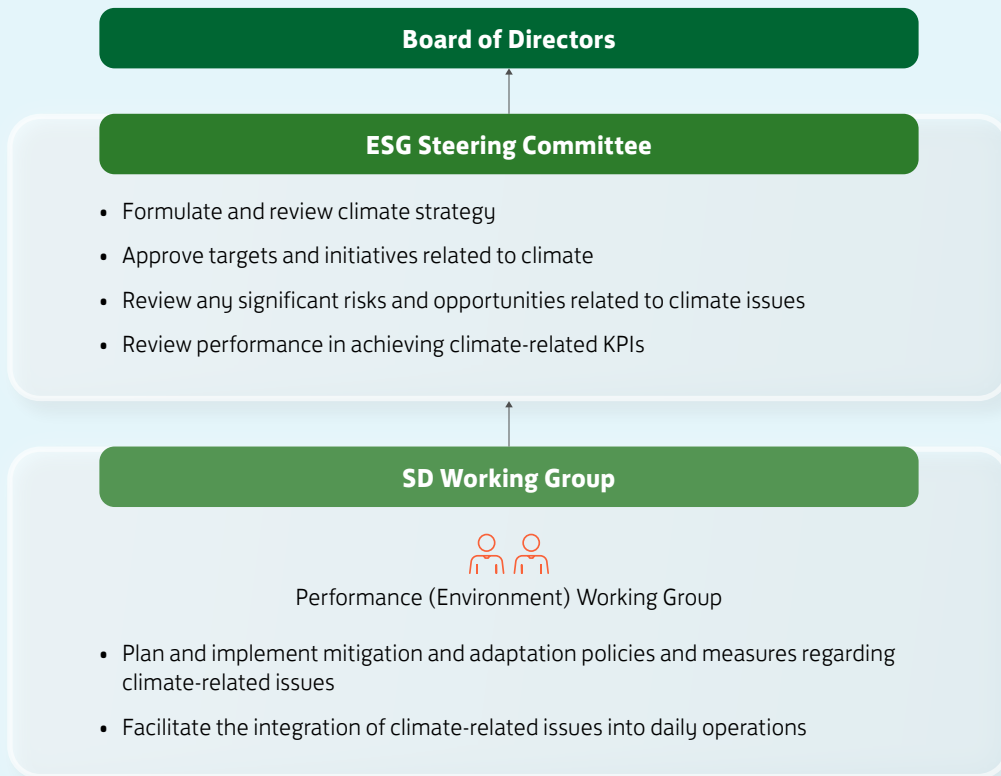 Board of Directors
ESG Steering Committee
• Formulate and review climate strategy
• Approve targets and initiatives related to climate
• Review any significant risks and opportunities related to climate issues
• Review performance in achieving climate-related KPIs
SD Working Group
Performance (Environment) Working Group
• Plan and implement mitigation and adaptation policies and measures regarding
climate-related issues
• Facilitate the integration of climate-related issues into daily operations